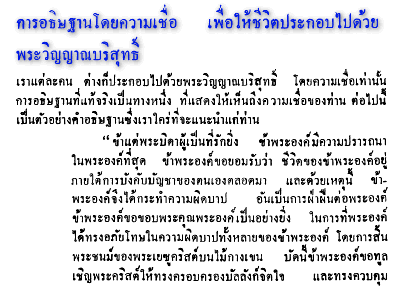 การอธิษฐานโดยความเชื่อ เพื่อให้ชีวิตประกอบไปด้วย
พระวิญญาณบริสุทธิ์
เราแต่ละคน ต่างก็ประกอบไปด้วยพระวิญญาณบริสุทธิ์ โดยความเชื่อเท่านั้น
การอธิษฐานที่แท้จริงเป็นทางหนึ่ง ที่แสดงให้เห็นถึงความเชื่อของท่าน ต่อไปนี้
เป็นตัวอย่างคำอธิษฐานซึ่งเราใคร่ที่จะแนะนำแก่ท่าน
“ข้าแต่พระบิดาผู้เป็นที่รักยิ่ง ข้าพระองค์มีความปรารถนา
ในพระองค์ที่สุด ข้าพระองค์ขอยอมรับว่า ชีวิตของข้าพระองค์อยู่
ภายใต้การบังคับบัญชาของตนเองตลอดมา และด้วยเหตุนี้ ข้า-
พระองค์จึงได้กระทำความผิดบาป อันเป็นการฝ่าฝืนต่อพระองค์
ข้าพระองค์ขอขอบพระคุณพระองค์เป็นอย่างยิ่ง ในการที่พระองค์
ได้ทรงอภัยโทษในความผิดบาปทั้งหลายของข้าพระองค์ โดยการสิ้น
พระชนม์ของพระเยซูคริสต์บนไม้กางเขน บัดนี้ข้าพระองค์ขอทูล
เชิญพระคริสต์ให้ทรงครอบครองบัลลังก์จิตใจ และทรงควบคุม